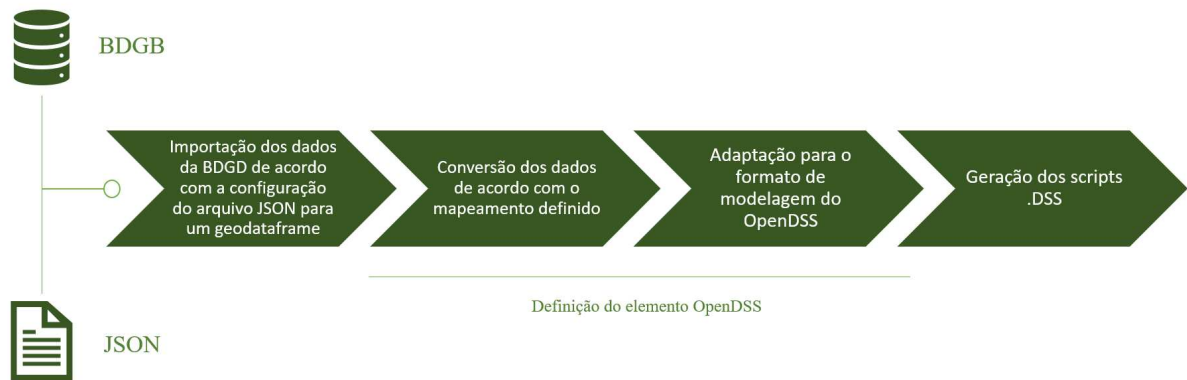 BDGB
Importação dos dados
da BDGD de acordo
com a configuração
do arquivo JSON para
um geodataframe
Conversão dos dados
de acordo com o
mapeamento definido
Adaptação para o
formato de
modelagem do
OpenDSS
Geração dos scripts
.DSS
Definição do elemento OpenDSS
JSON